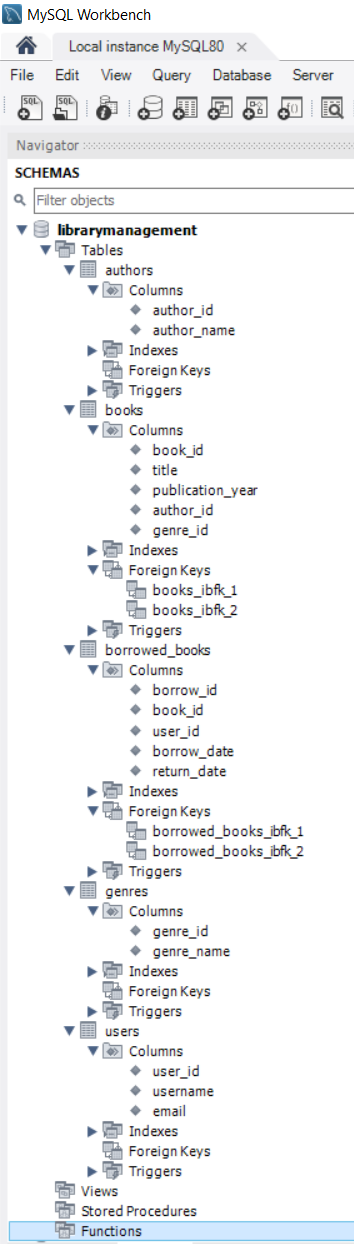 MySQL Workbench
Local instance MySQL80 ×
File Edit View Query Database Server
SQL SQL
Navigator
SCHEMAS
Filter objects
librarymanagement
Tables
authors
Columns
author_id
author_name
Indexes
Foreign Keys
Triggers
books
Columns
book_id
title
publication_year
author_id
genre_id
Indexes
Foreign Keys
books_ibfk_1
books_ibfk_2
Triggers
borrowed_books
Columns
borrow_id
book_id
user_id
borrow_date
return_date
Indexes
Foreign Keys
borrowed_books_ibfk_1
borrowed_books_ibfk_2
Triggers
genres
Columns
genre_id
genre_name
Indexes
Foreign Keys
Triggers
users
Columns
user_id
username
email
Indexes
Foreign Keys
Triggers
Views
Stored Procedures
Functions